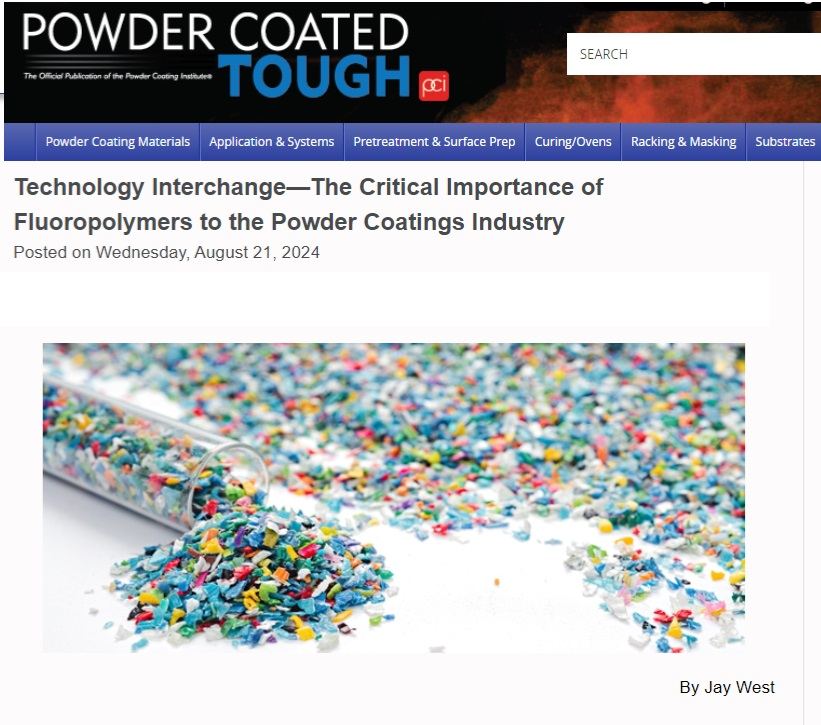 POWDER COATED
TOUGH
The Official Publication of the Powder Coating Institute®
pci
SEARCH
Powder Coating Materials
Application & Systems
Pretreatment & Surface Prep
Curing/Ovens
Racking & Masking
Substrates
Technology Interchange—The Critical Importance of
Fluoropolymers to the Powder Coatings Industry
Posted on Wednesday, August 21, 2024
By Jay West